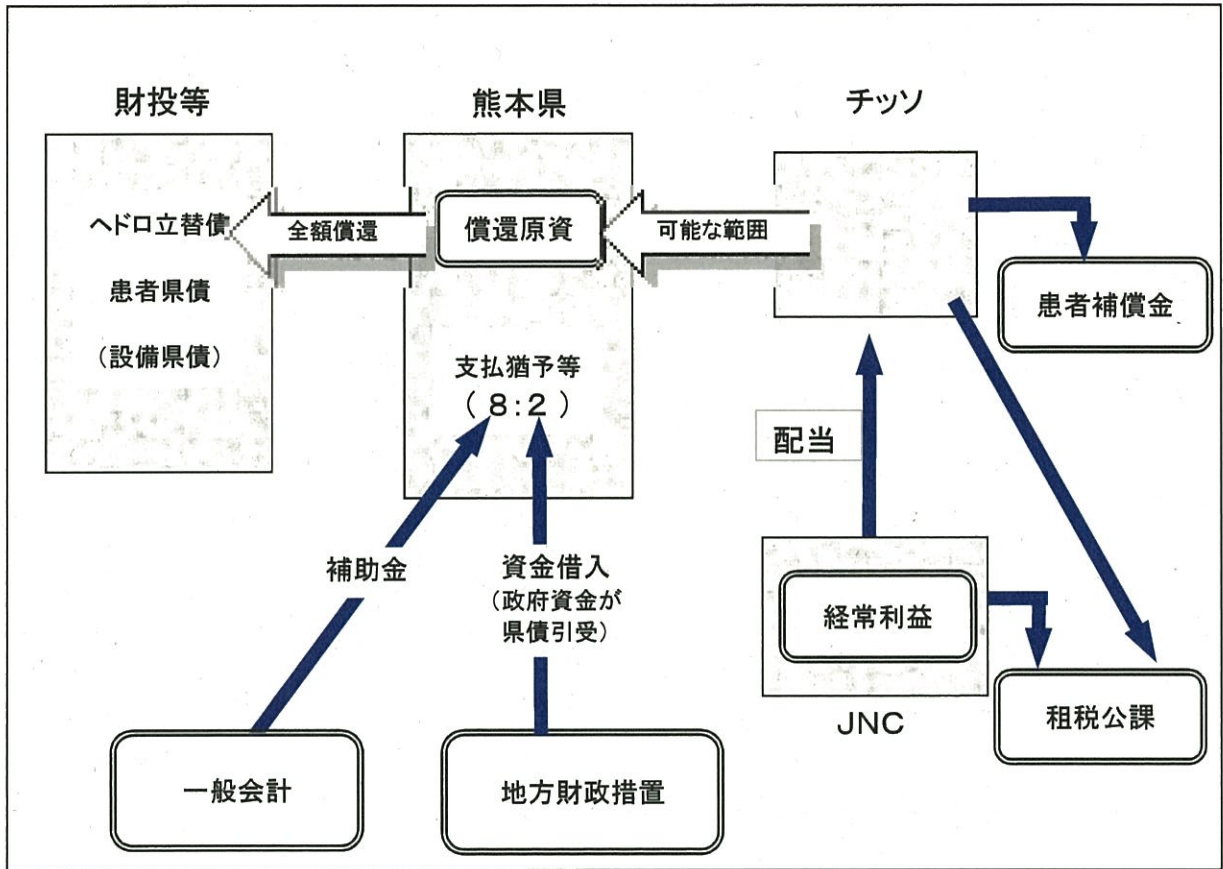 財投等
熊本県
チッソ
ヘドロ立替債
全額償還
償還原資
可能な範囲
患者県債
患者補償金
(設備県債)
支払猶予等
(8:2)
配当
補助金
資金借入
(政府資金が
県債引受)
経常利益
租税公課
JNC
一般会計
地方財政措置